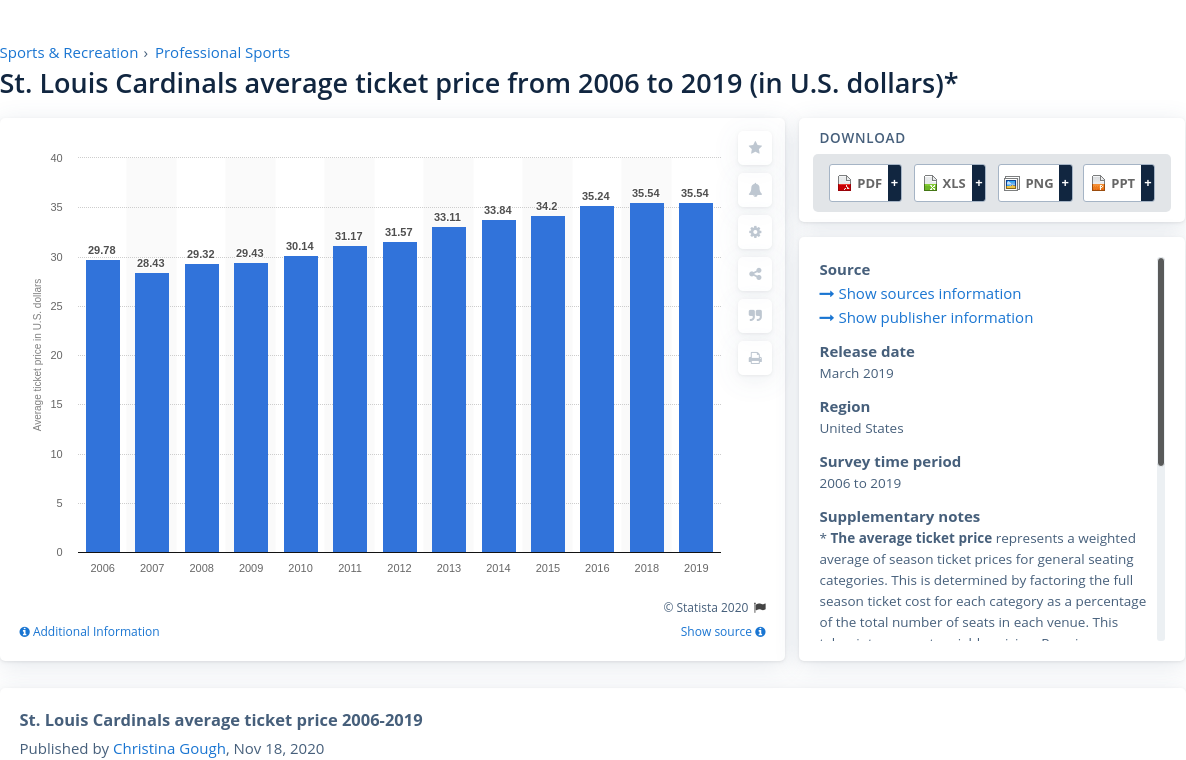 Sports & Recreation › Professional Sports
St. Louis Cardinals average ticket price from 2006 to 2019 (in U.S. dollars)*
Average ticket price in U.S. dollars
40
35
30
25
20
15
10
5
0
29.78
28.43
29.32
29.43
30.14
31.17
31.57
33.11
33.84
34.2
35.24
35.54
35.54
2006 2007 2008 2009 2010 2011 2012 2013 2014 2015 2016 2018 2019
© Statista 2020
Additional Information
Show source
DOWNLOAD
PDF + XLS + PNG + PPT +
Source
Show sources information
Show publisher information
Release date
March 2019
Region
United States
Survey time period
2006 to 2019
Supplementary notes
* The average ticket price represents a weighted
average of season ticket prices for general seating
categories. This is determined by factoring the full
season ticket cost for each category as a percentage
of the total number of seats in each venue. This
St. Louis Cardinals average ticket price 2006-2019
Published by Christina Gough, Nov 18, 2020